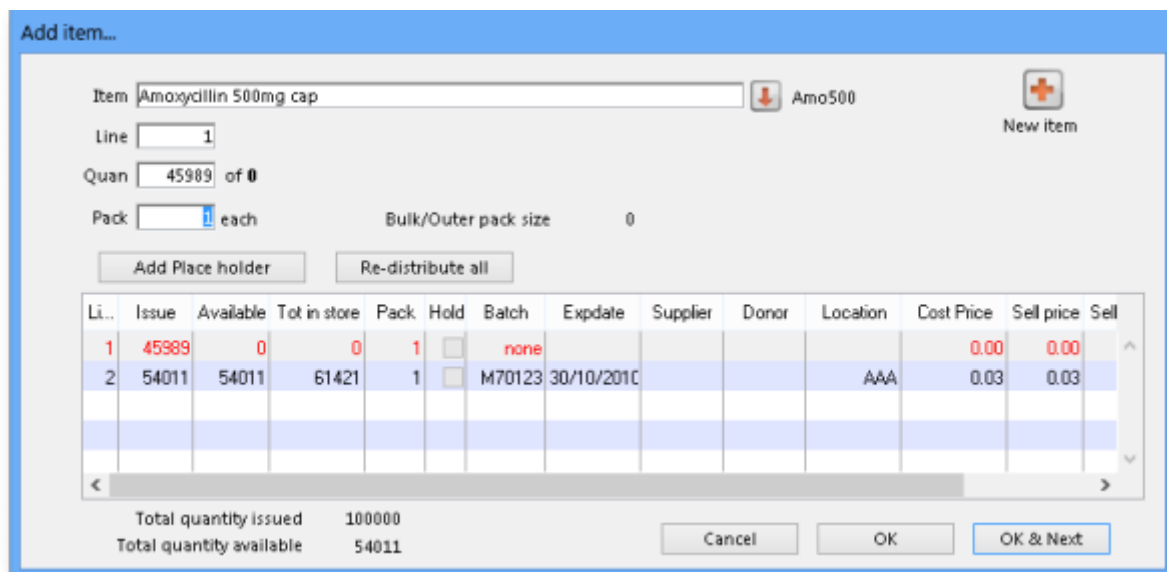 Add item...
Item Amoxycillin 500mg cap Amo500
New item
Line 1
Quan 45989 of 0
Pack 1 each Bulk/Outer pack size 0
Add Place holder Re-distribute all
Li... Issue Available Tot in store Pack Hold Batch Expdate Supplier Donor Location Cost Price Sell price Sell
1 45989 0 0 1 none 0.00 0.00
2 54011 54011 61421 1 M70123 30/10/2010 AAA 0.03 0.03
Total quantity issued 100000
Total quantity available 54011
Cancel OK OK & Next